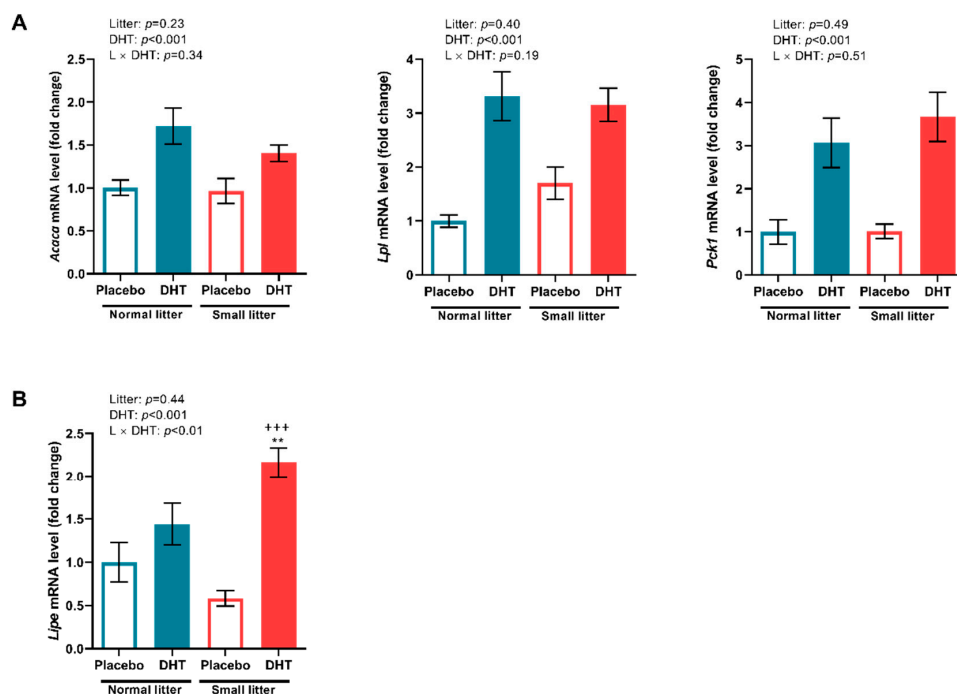 A
Litter: p=0.23
DHT: p<0.001
L × DHT: p=0.34
Acaca mRNA level (fold change)
2.5
2.0
1.5
1.0
0.5
0.0
Placebo DHT Placebo DHT
Normal litter Small litter
Litter: p=0.40
DHT: p<0.001
L × DHT: p=0.19
Lpl mRNA level (fold change)
4
3
2
1
0
Placebo DHT Placebo DHT
Normal litter Small litter
Litter: p=0.49
DHT: p<0.001
L × DHT: p=0.51
Pck1 mRNA level (fold change)
5
4
3
2
1
0
Placebo DHT Placebo DHT
Normal litter Small litter
B
Litter: p=0.44
DHT: p<0.001
L × DHT: p<0.01
Lipe mRNA level (fold change)
2.5
2.0
1.5
1.0
0.5
0.0
+++
**
Placebo DHT Placebo DHT
Normal litter Small litter